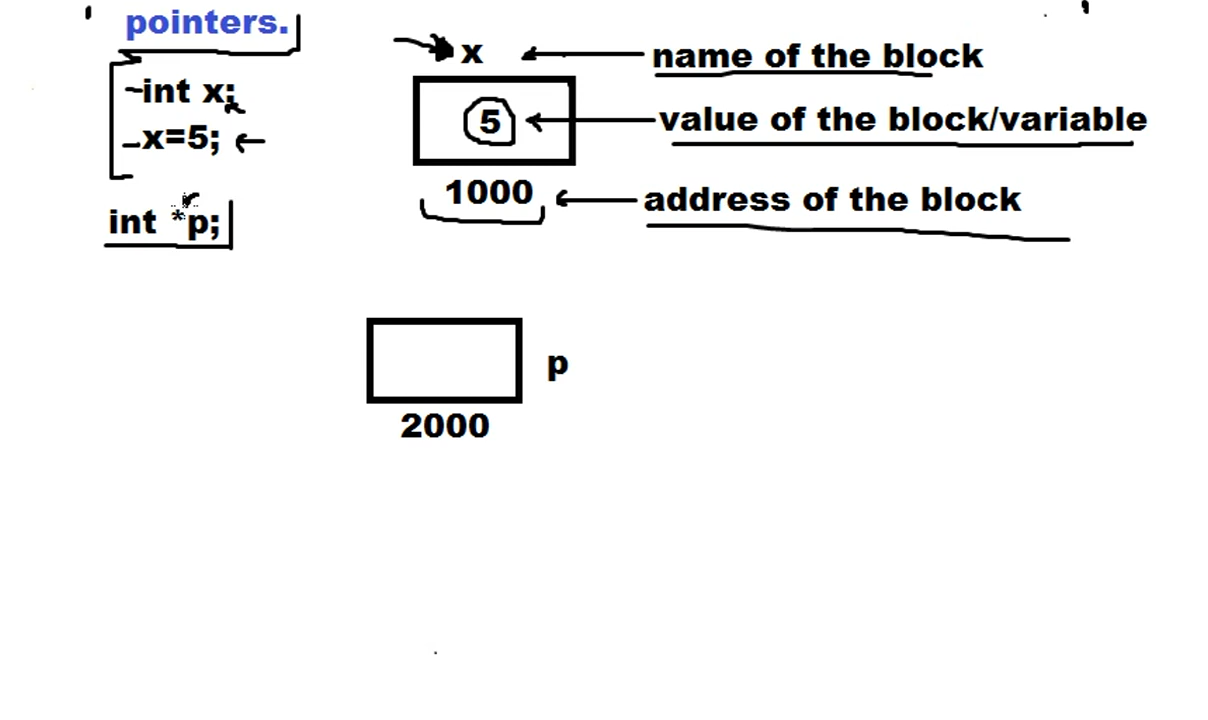 pointers.
int x;
x=5;
int *p;
x
name of the block
5
value of the block/variable
1000
address of the block
p
2000